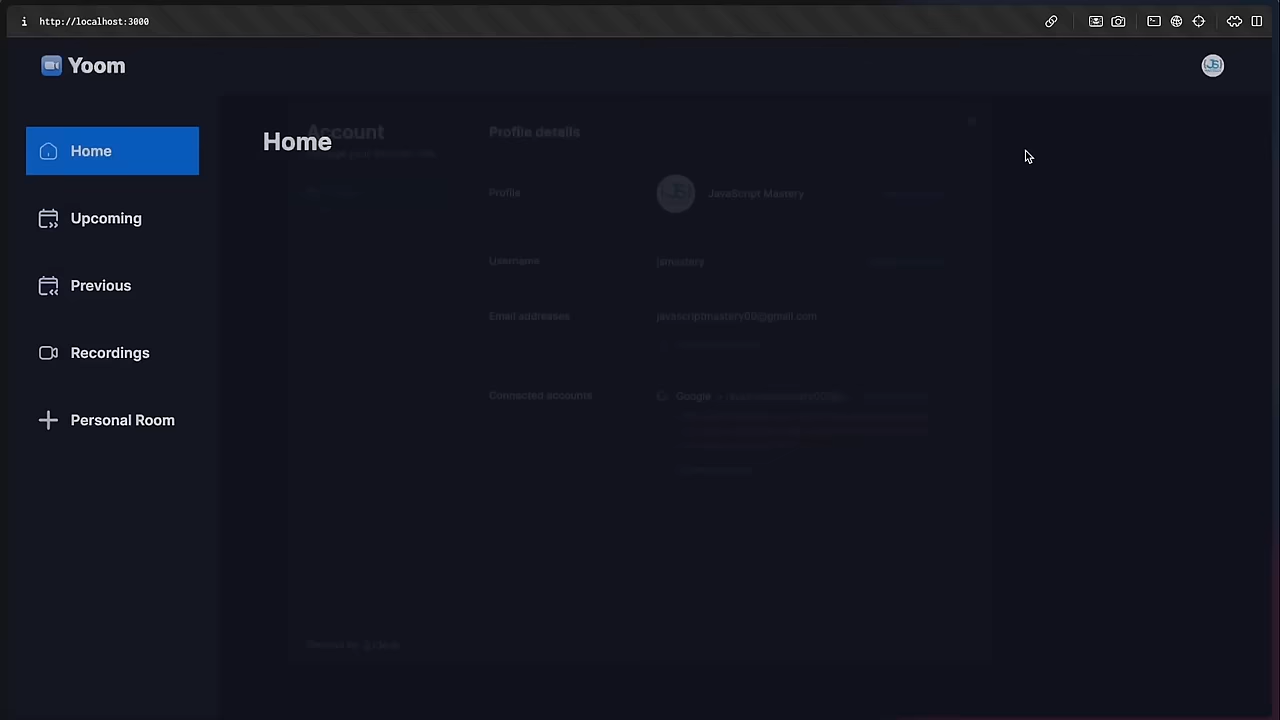 http://localhost:3000
Yoom
Home
Upcoming
Previous
Recordings
Personal Room
Home
Account
Profile details
Profile
JavaScript Mastery
Username
jsmastery
Email addresses
javascriptmastery00@gmail.com
Connected accounts
Google